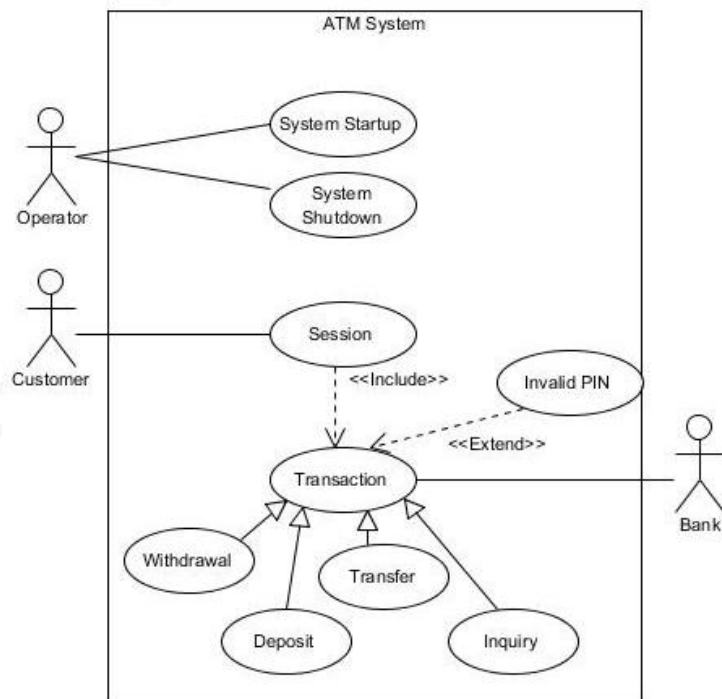 ATM System
System Startup
System
Shutdown
Operator
Session
Customer
<<Include>>
Invalid PIN
<<Extend>>
Transaction
Bank
Withdrawal
Transfer
Deposit
Inquiry